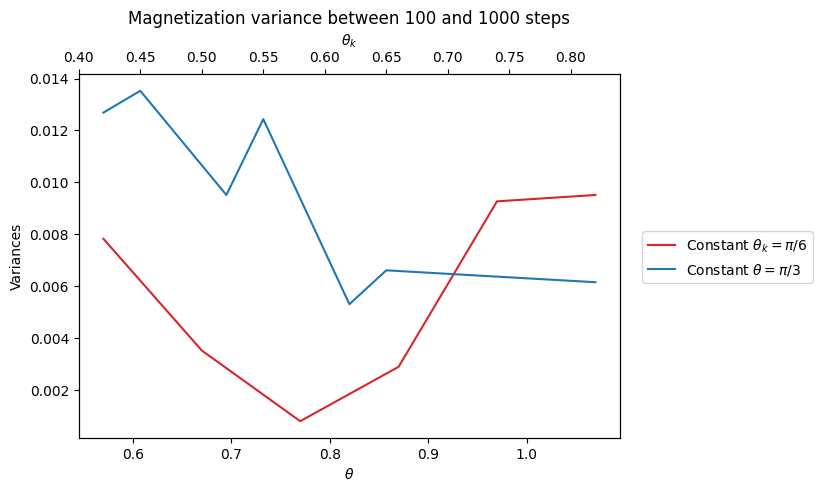 Magnetization variance between 100 and 1000 steps
θₖ
0.40 0.45 0.50 0.55 0.60 0.65 0.70 0.75 0.80
0.014
0.012
0.010
0.008
0.006
0.004
0.002
Variances
0.6 0.7 0.8 0.9 1.0
θ
Constant θₖ = π/6
Constant θ = π/3